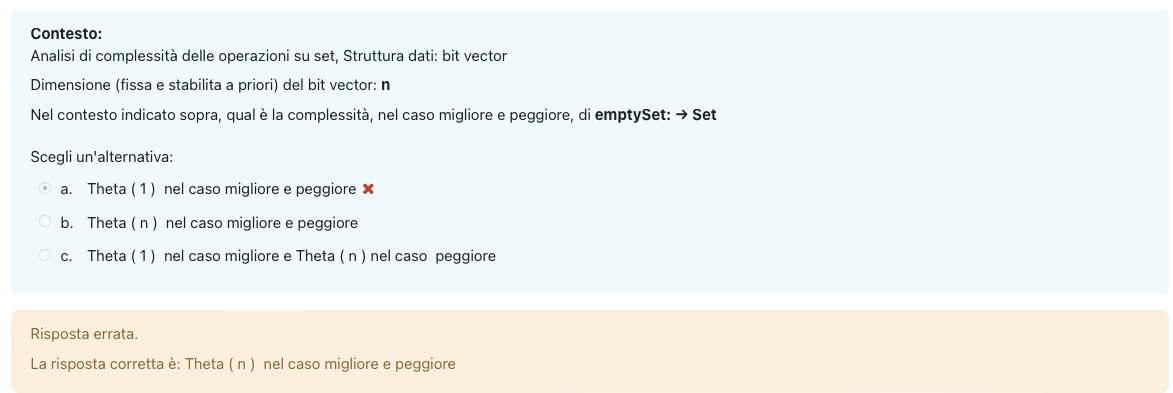 Contesto:
Analisi di complessità delle operazioni su set, Struttura dati: bit vector
Dimensione (fissa e stabilita a priori) del bit vector: n
Nel contesto indicato sopra, qual è la complessità, nel caso migliore e peggiore, di emptySet: → Set
Scegli un'alternativa:
a. Theta ( 1 ) nel caso migliore e peggiore ✖
b. Theta ( n ) nel caso migliore e peggiore
c. Theta ( 1 ) nel caso migliore e Theta ( n ) nel caso peggiore
Risposta errata.
La risposta corretta è: Theta ( n ) nel caso migliore e peggiore